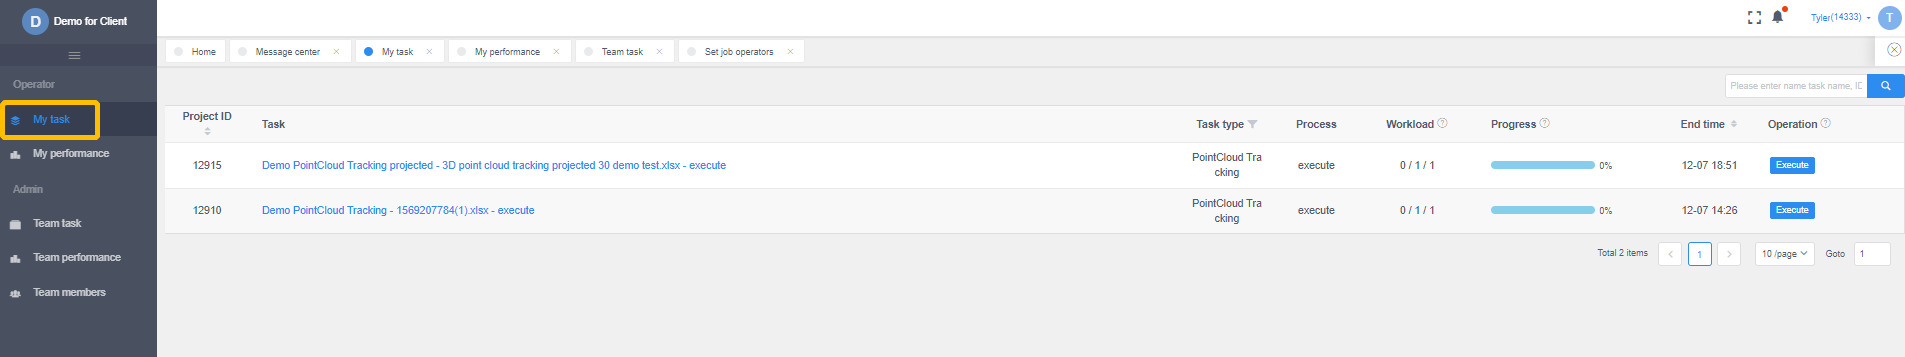 D Demo for Client
Tyler(14333)
T
Home
Message center
My task
My performance
Team task
Set job operators
Operator
My task
My performance
Admin
Team task
Team performance
Team members
Please enter name task name, ID
Project ID Task Task type Process Workload Progress End time Operation
12915 Demo PointCloud Tracking projected - 3D point cloud tracking projected 30 demo test.xlsx - execute PointCloud Tra execute 0 / 1 / 1 0% 12-07 18:51 Execute
cking
12910 Demo PointCloud Tracking - 1569207784(1).xlsx - execute PointCloud Tra execute 0 / 1 / 1 0% 12-07 14:26 Execute
cking
Total 2 items 1 10 /page Goto 1